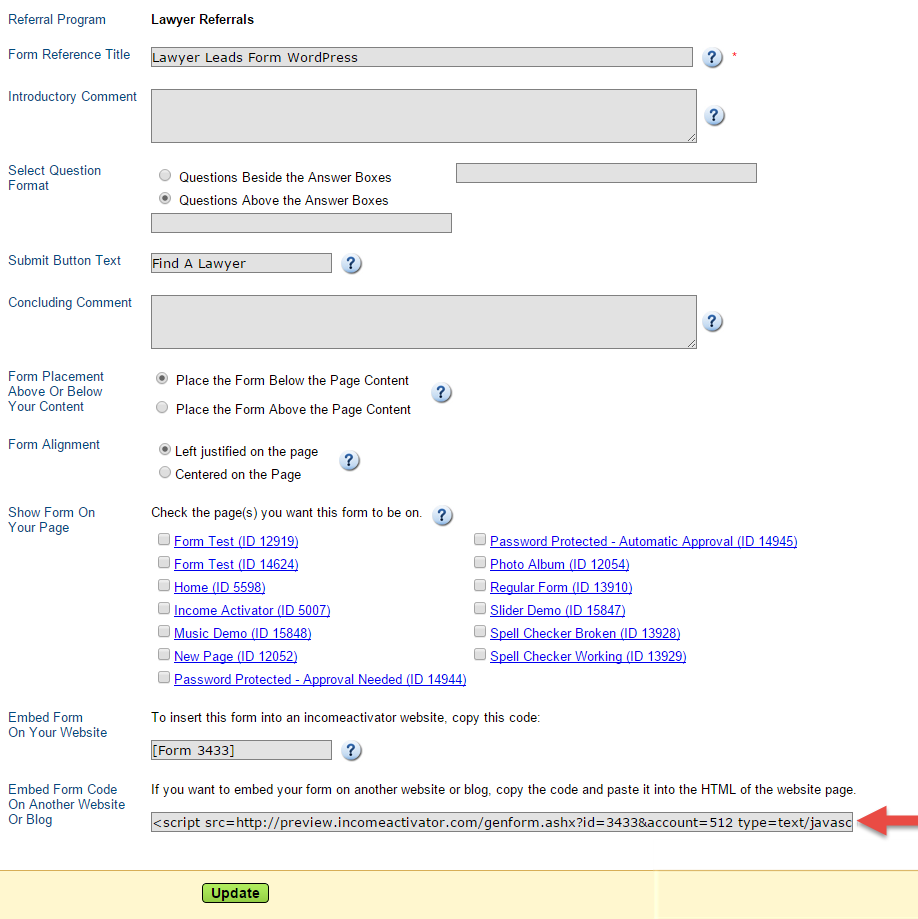 Referral Program Lawyer Referrals
Form Reference Title Lawyer Leads Form WordPress ? *
Introductory Comment ?
Select Question
Format
Questions Beside the Answer Boxes
Questions Above the Answer Boxes
Submit Button Text Find A Lawyer ?
Concluding Comment ?
Form Placement
Above Or Below
Your Content
Place the Form Below the Page Content
?
Place the Form Above the Page Content
Form Alignment
Left justified on the page
?
Centered on the Page
Show Form On
Your Page
Check the page(s) you want this form to be on. ?
Form Test (ID 12919)
Form Test (ID 14624)
Home (ID 5598)
Income Activator (ID 5007)
Music Demo (ID 15848)
New Page (ID 12052)
Password Protected - Approval Needed (ID 14944)
Password Protected - Automatic Approval (ID 14945)
Photo Album (ID 12054)
Regular Form (ID 13910)
Slider Demo (ID 15847)
Spell Checker Broken (ID 13928)
Spell Checker Working (ID 13929)
Embed Form
On Your Website
To insert this form into an incomeactivator website, copy this code:
[Form 3433] ?
Embed Form Code
On Another Website
Or Blog
If you want to embed your form on another website or blog, copy the code and paste it into the HTML of the website page.
<script src=http://preview.incomeactivator.com/genform.ashx?id=3433&account=512 type=text/javasc
Update